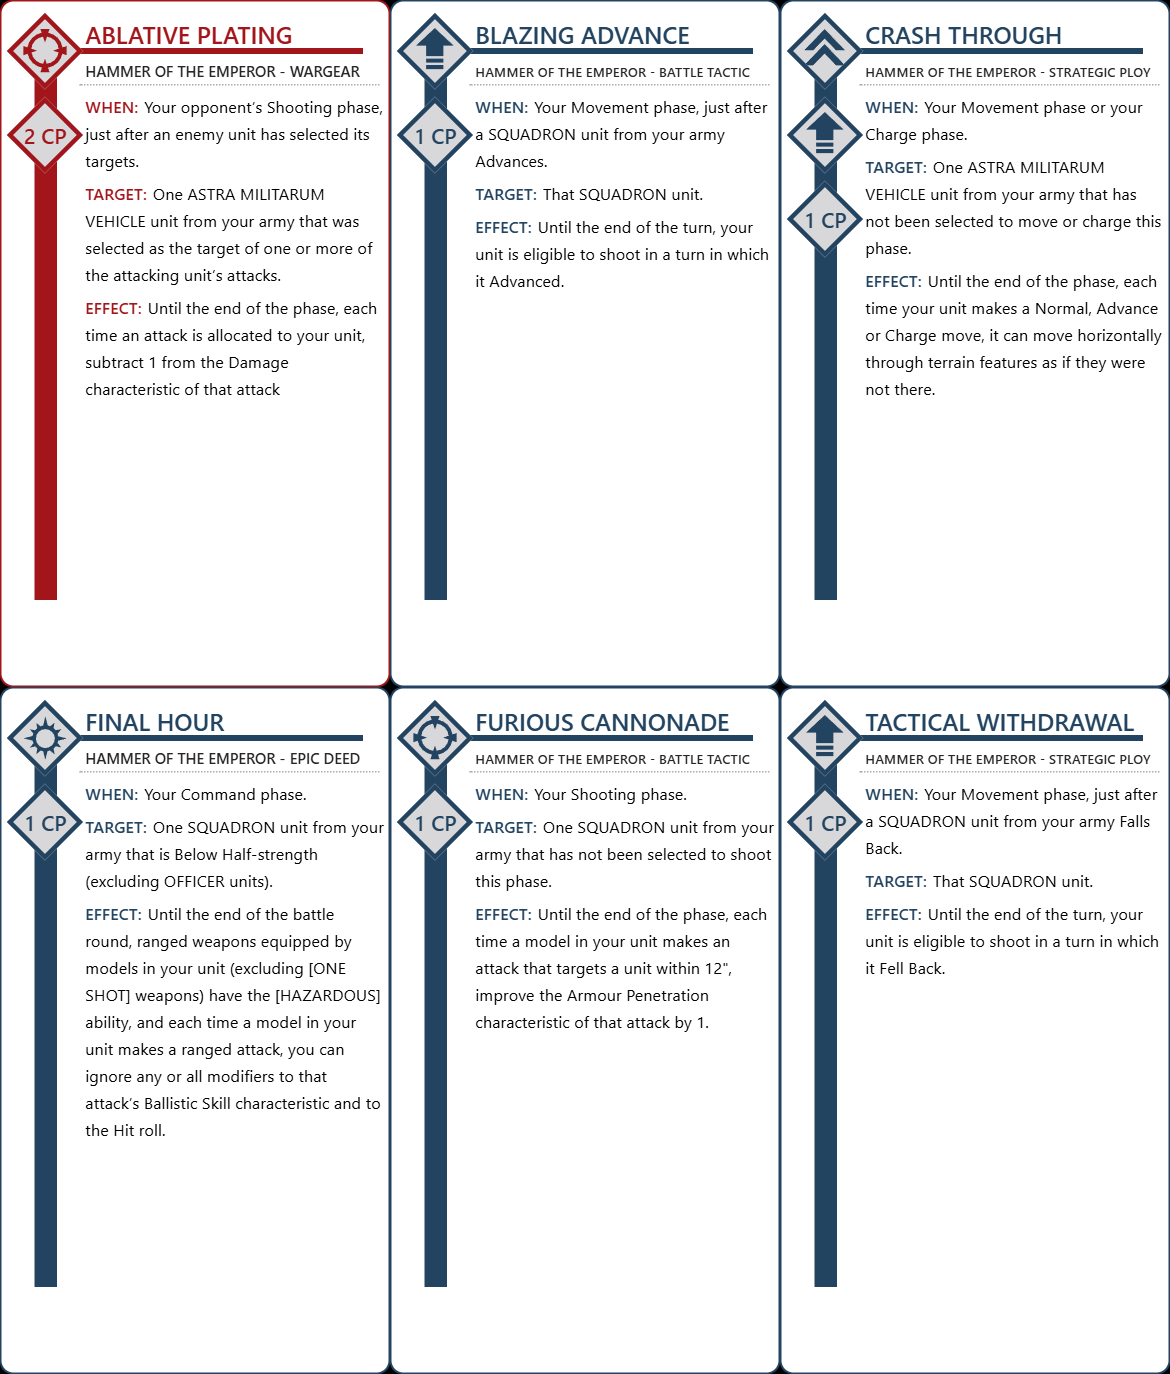 ABLATIVE PLATING
HAMMER OF THE EMPEROR - WARGEAR
2 CP
WHEN: Your opponent’s Shooting phase,
just after an enemy unit has selected its
targets.
TARGET: One ASTRA MILITARUM
VEHICLE unit from your army that was
selected as the target of one or more of
the attacking unit’s attacks.
EFFECT: Until the end of the phase, each
time an attack is allocated to your unit,
subtract 1 from the Damage
characteristic of that attack
BLAZING ADVANCE
HAMMER OF THE EMPEROR - BATTLE TACTIC
1 CP
WHEN: Your Movement phase, just after
a SQUADRON unit from your army
Advances.
TARGET: That SQUADRON unit.
EFFECT: Until the end of the turn, your
unit is eligible to shoot in a turn in which
it Advanced.
CRASH THROUGH
HAMMER OF THE EMPEROR - STRATEGIC PLOY
1 CP
WHEN: Your Movement phase or your
Charge phase.
TARGET: One ASTRA MILITARUM
VEHICLE unit from your army that has
not been selected to move or charge this
phase.
EFFECT: Until the end of the phase, each
time your unit makes a Normal, Advance
or Charge move, it can move horizontally
through terrain features as if they were
not there.
FINAL HOUR
HAMMER OF THE EMPEROR - EPIC DEED
1 CP
WHEN: Your Command phase.
TARGET: One SQUADRON unit from your
army that is Below Half-strength
(excluding OFFICER units).
EFFECT: Until the end of the battle
round, ranged weapons equipped by
models in your unit (excluding [ONE
SHOT] weapons) have the [HAZARDOUS]
ability, and each time a model in your
unit makes a ranged attack, you can
ignore any or all modifiers to that
attack’s Ballistic Skill characteristic and to
the Hit roll.
FURIOUS CANNONADE
HAMMER OF THE EMPEROR - BATTLE TACTIC
1 CP
WHEN: Your Shooting phase.
TARGET: One SQUADRON unit from your
army that has not been selected to shoot
this phase.
EFFECT: Until the end of the phase, each
time a model in your unit makes an
attack that targets a unit within 12",
improve the Armour Penetration
characteristic of that attack by 1.
TACTICAL WITHDRAWAL
HAMMER OF THE EMPEROR - STRATEGIC PLOY
1 CP
WHEN: Your Movement phase, just after
a SQUADRON unit from your army Falls
Back.
TARGET: That SQUADRON unit.
EFFECT: Until the end of the turn, your
unit is eligible to shoot in a turn in which
it Fell Back.